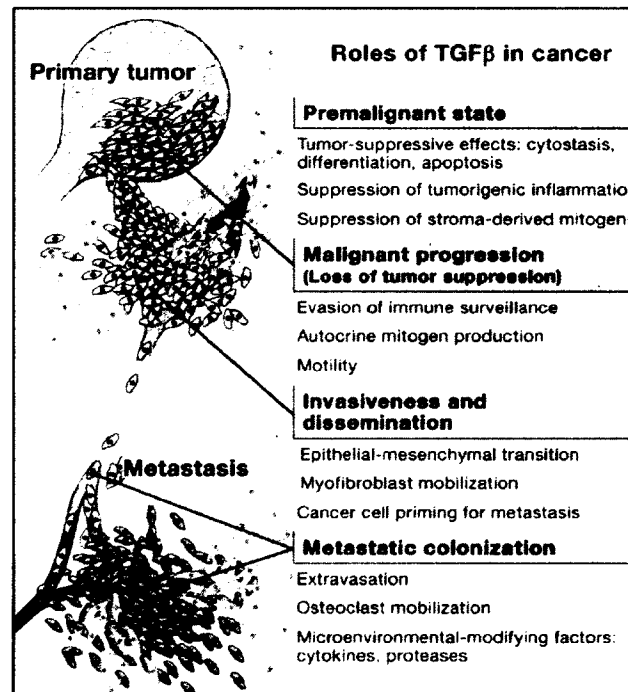 Roles of TGFβ in cancer
Primary tumor
Premalignant state
Tumor-suppressive effects: cytostasis,
differentiation, apoptosis
Suppression of tumorigenic inflammatio
Suppression of stroma-derived mitogen
Malignant progression
(Loss of tumor suppression)
Evasion of immune surveillance
Autocrine mitogen production
Motility
Invasiveness and
dissemination
Epithelial-mesenchymal transition
Myofibroblast mobilization
Cancer cell priming for metastasis
Metastasis
Metastatic colonization
Extravasation
Osteoclast mobilization
Microenvironmental-modifying factors:
cytokines, proteases